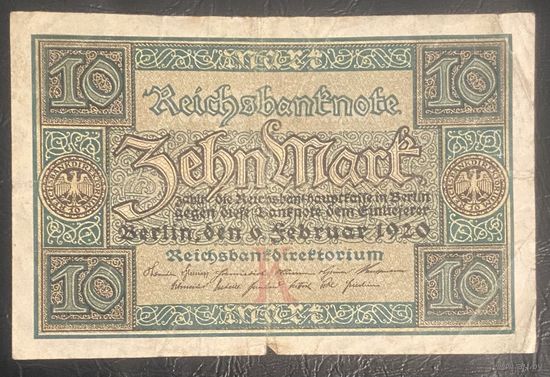 10 10
Reichsbanknote
Zehn Mark
zahlt die Reichsbankhauptkasse in Berlin
gegen diese Banknote dem Einlieferer
Berlin, den 6. Februar 1920
Reichsbankdirektorium
K
10 10